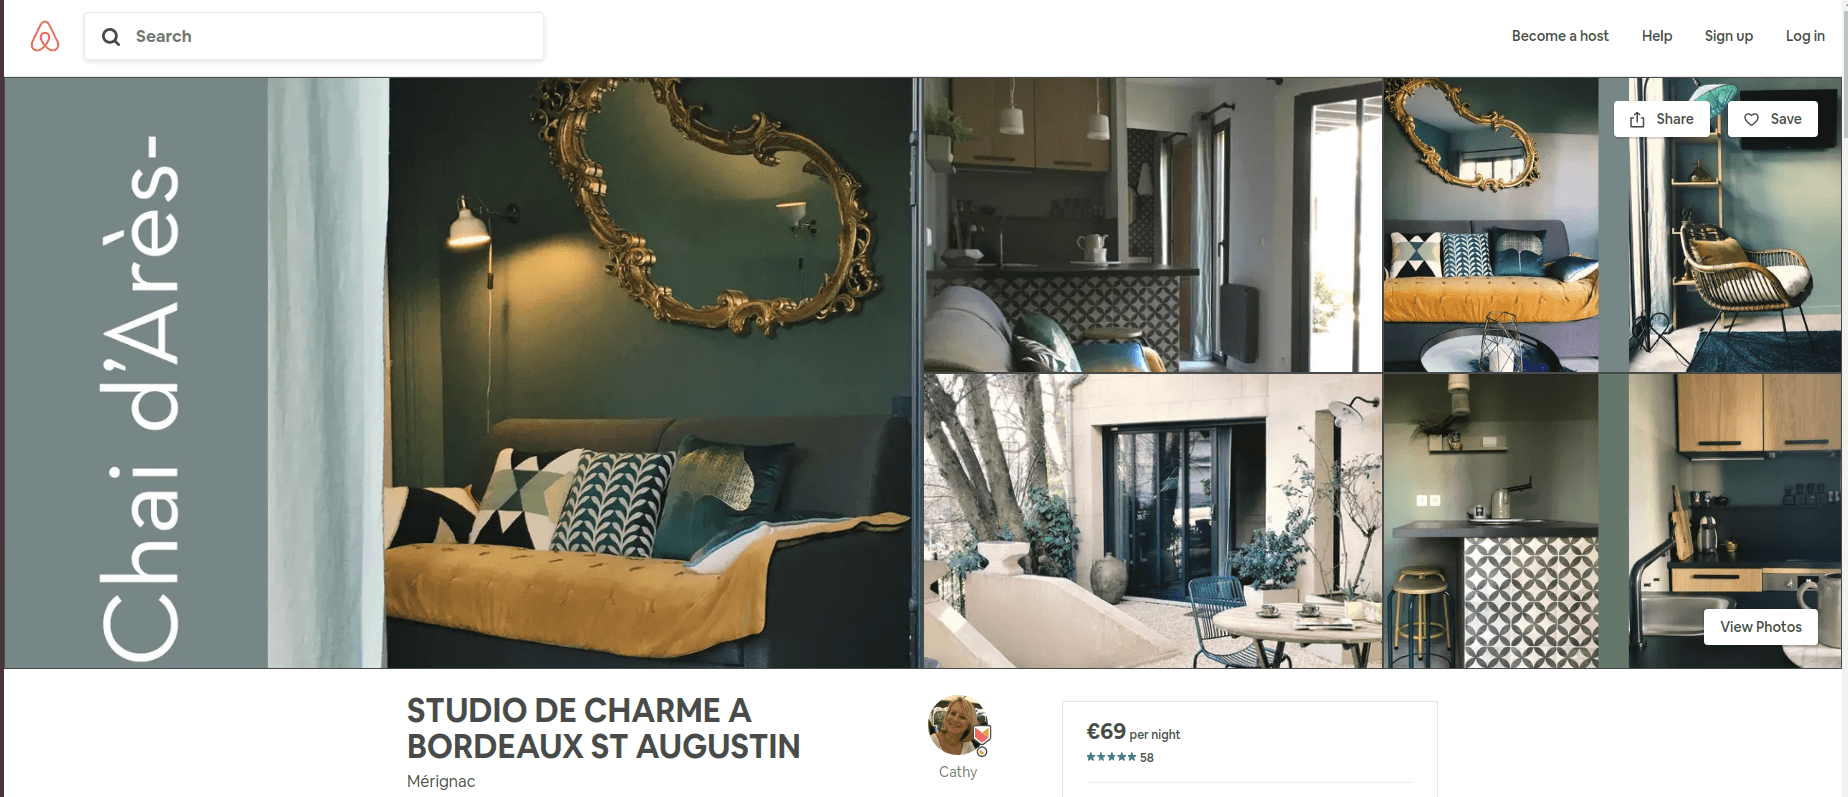 Search
Become a host
Help
Sign up
Log in
Chai d'Arès-
Share
Save
View Photos
STUDIO DE CHARME A
BORDEAUX ST AUGUSTIN
Mérignac
Cathy
€69 per night
★★★★★ 58